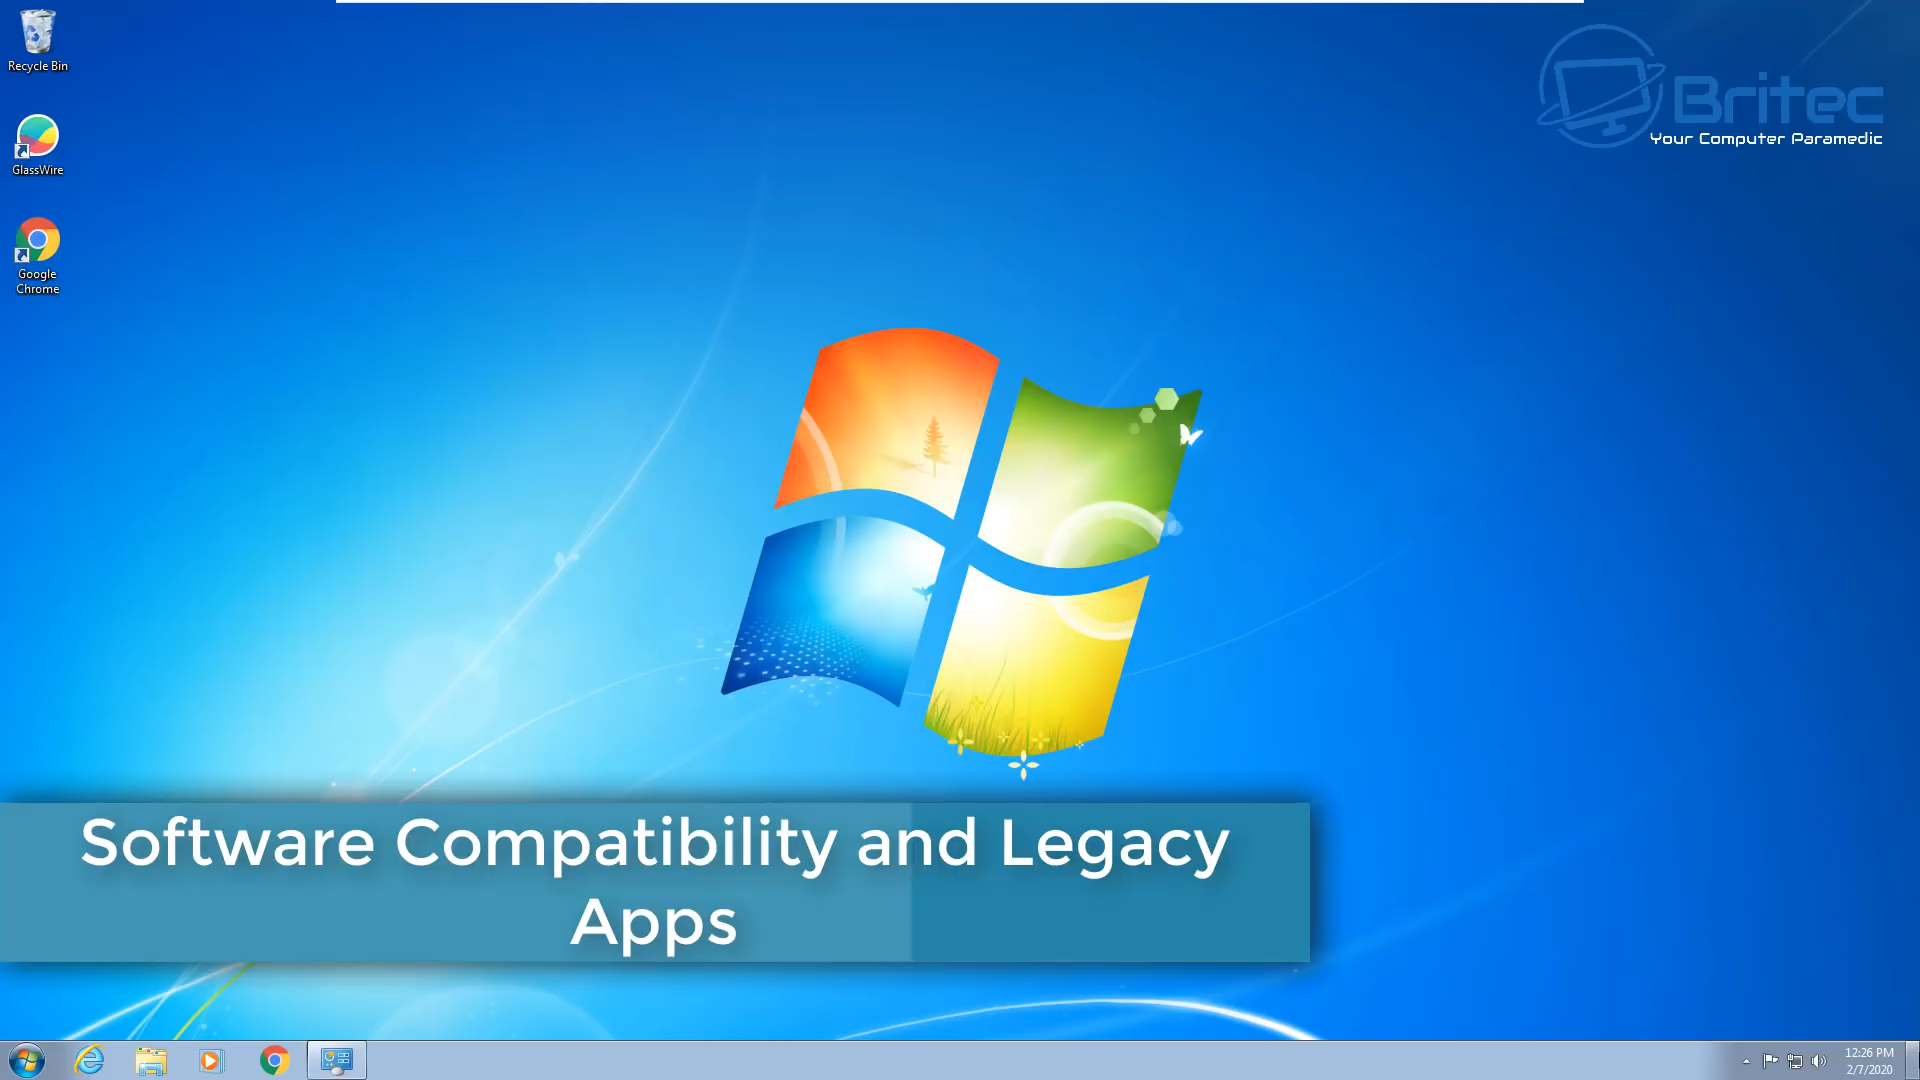 Recycle Bin
GlassWire
Google
Chrome
Britec
Your Computer Paramedic
Software Compatibility and Legacy
Apps
12:26 PM
2/7/2020